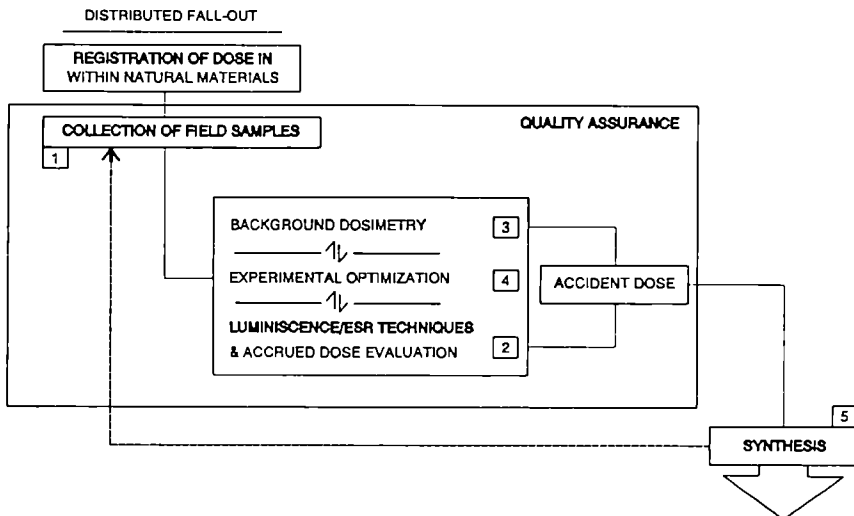 DISTRIBUTED FALL-OUT
REGISTRATION OF DOSE IN
WITHIN NATURAL MATERIALS
COLLECTION OF FIELD SAMPLES
QUALITY ASSURANCE
1
BACKGROUND DOSIMETRY
3
EXPERIMENTAL OPTIMIZATION
4
ACCIDENT DOSE
LUMINISCENCE/ESR TECHNIQUES
& ACCRUED DOSE EVALUATION
2
5
SYNTHESIS